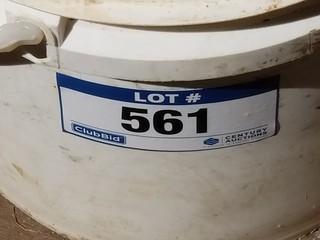 LOT #
561
ClubBid
CENTURY
AUCTIONS